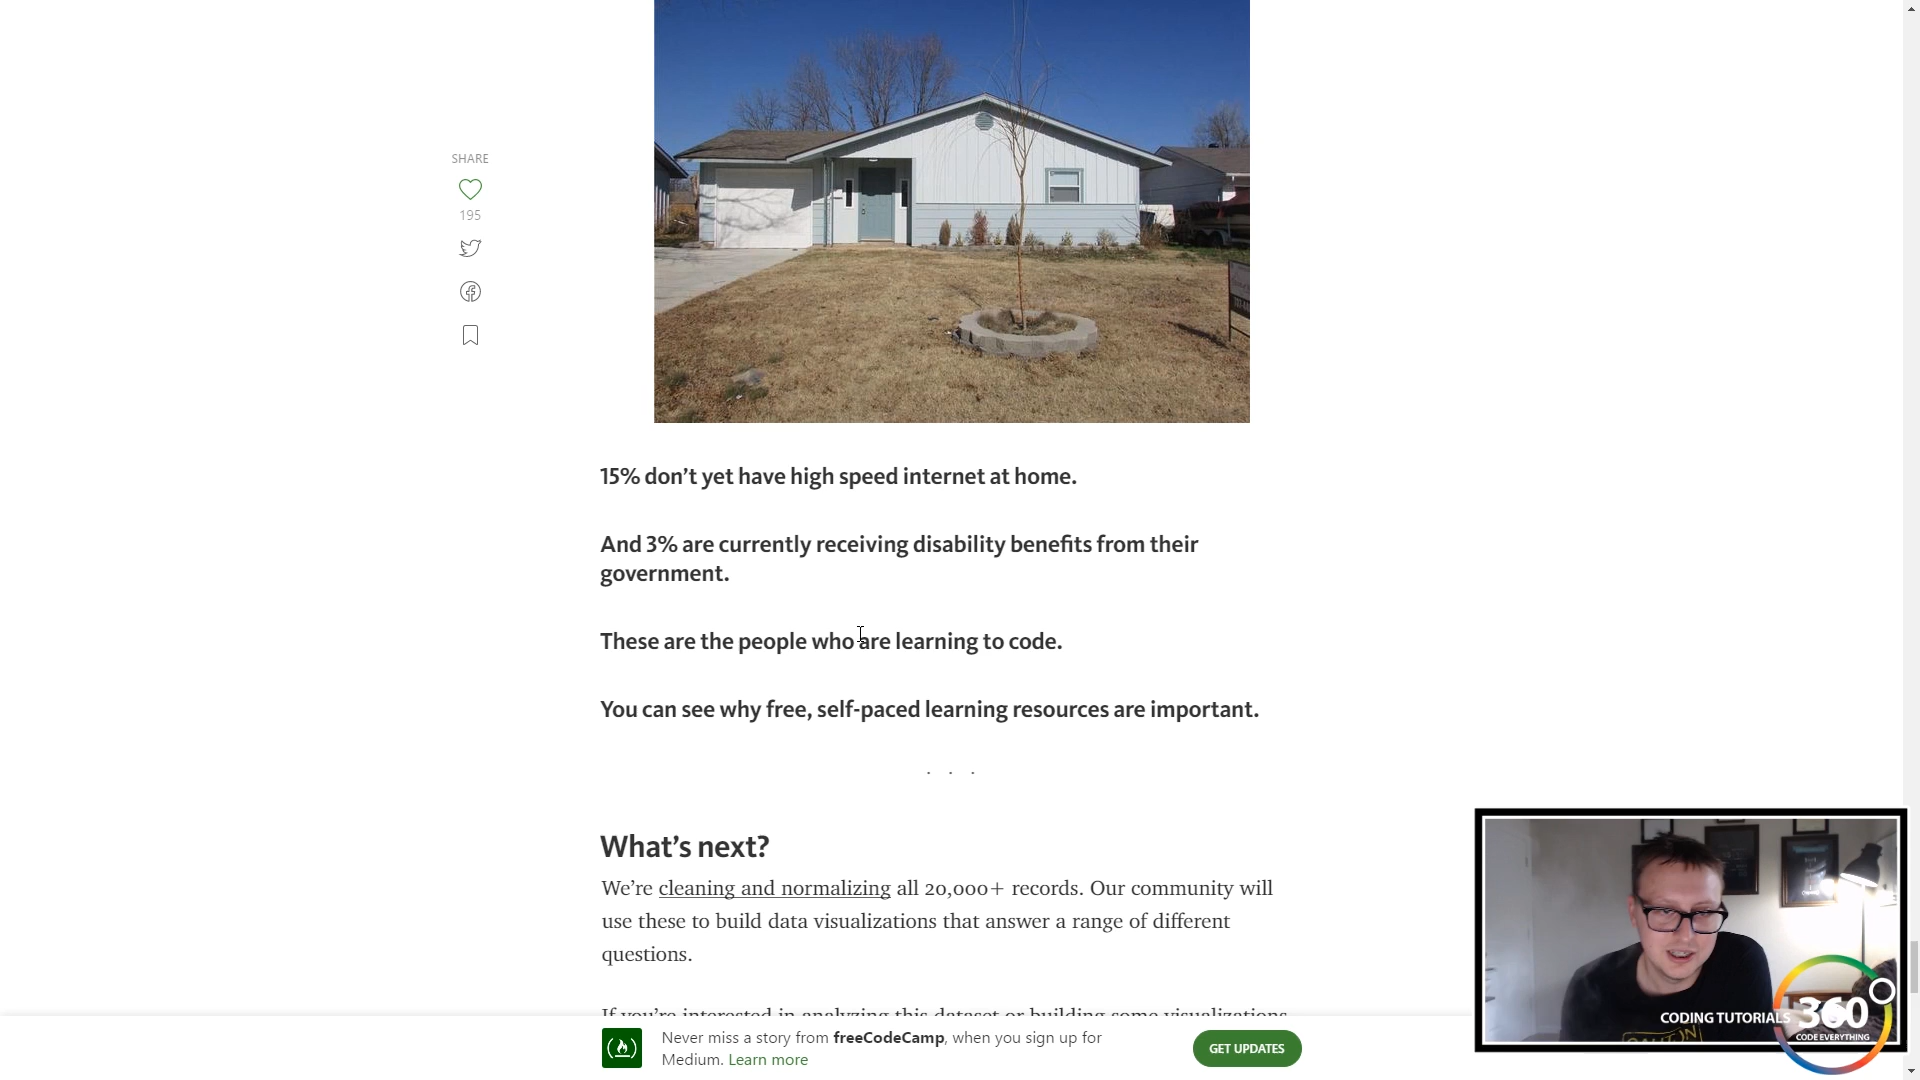 SHARE
195
15% don’t yet have high speed internet at home.
And 3% are currently receiving disability benefits from their
government.
These are the people who are learning to code.
You can see why free, self-paced learning resources are important.
. . .
What’s next?
We’re cleaning and normalizing all 20,000+ records. Our community will
use these to build data visualizations that answer a range of different
questions.
If you’re interested in analyzing this dataset or building some visualizations
Never miss a story from freeCodeCamp, when you sign up for
Medium. Learn more
GET UPDATES
CODING TUTORIALS 360
CODE EVERYTHING
CAUTION